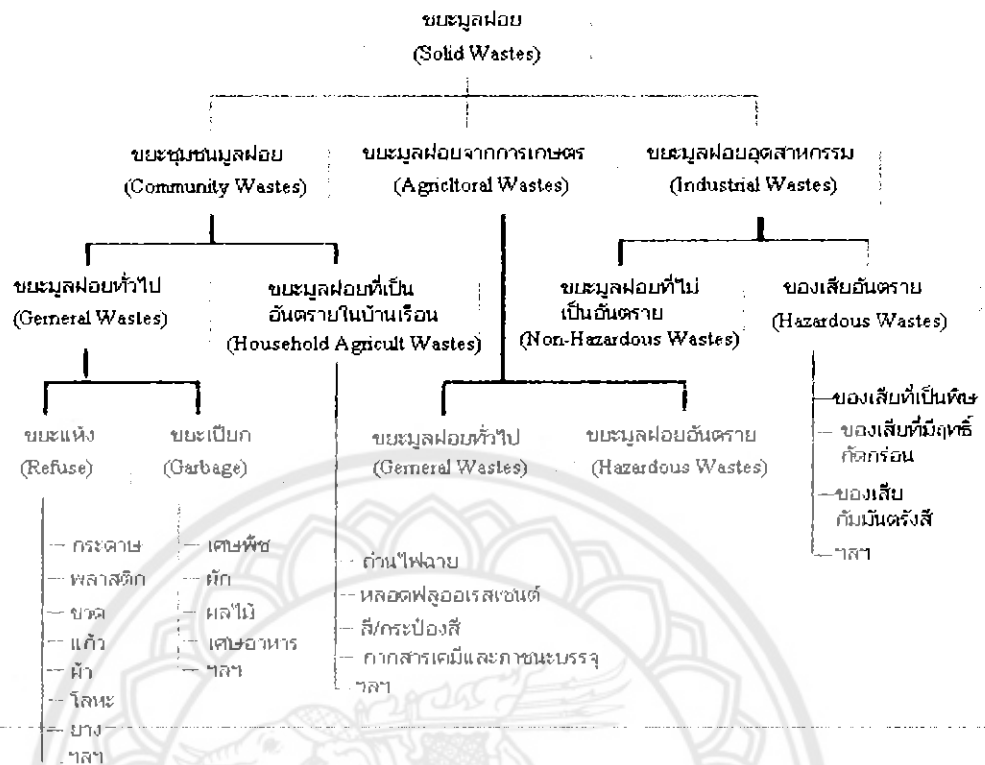 ขยะมูลฝอย
(Solid Wastes)
ขยะชุมชนมูลฝอย
(Community Wastes)
ขยะมูลฝอยจากการเกษตร
(Agricltoral Wastes)
ขยะมูลฝอยอุตสาหกรรม
(Industrial Wastes)
ขยะมูลฝอยทั่วไป
(Gemeral Wastes)
ขยะมูลฝอยที่เป็น
อันตรายในบ้านเรือน
(Household Agricult Wastes)
ขยะมูลฝอยที่ไม่
เป็นอันตราย
(Non-Hazardous Wastes)
ของเสียอันตราย
(Hazardous Wastes)
ขยะแห้ง
(Refuse)
ขยะเปียก
(Garbage)
ขยะมูลฝอยทั่วไป
(Gemeral Wastes)
ขยะมูลฝอยอันตราย
(Hazardous Wastes)
ของเสียที่เป็นพิษ
ของเสียที่มีฤทธิ์
กัดกร่อน
ของเสีย
กัมมันตรังสี
ฯลฯ
กระดาษ
พลาสติก
ขวด
แก้ว
ผ้า
โลหะ
ยาง
ฯลฯ
เศษพืช
ผัก
ผลไม้
เศษอาหาร
ฯลฯ
ถ่านไฟฉาย
หลอดฟลูออเรสเซนต์
สี/กระป๋องสี
กากสารเคมีและภาชนะบรรจุ
ฯลฯ